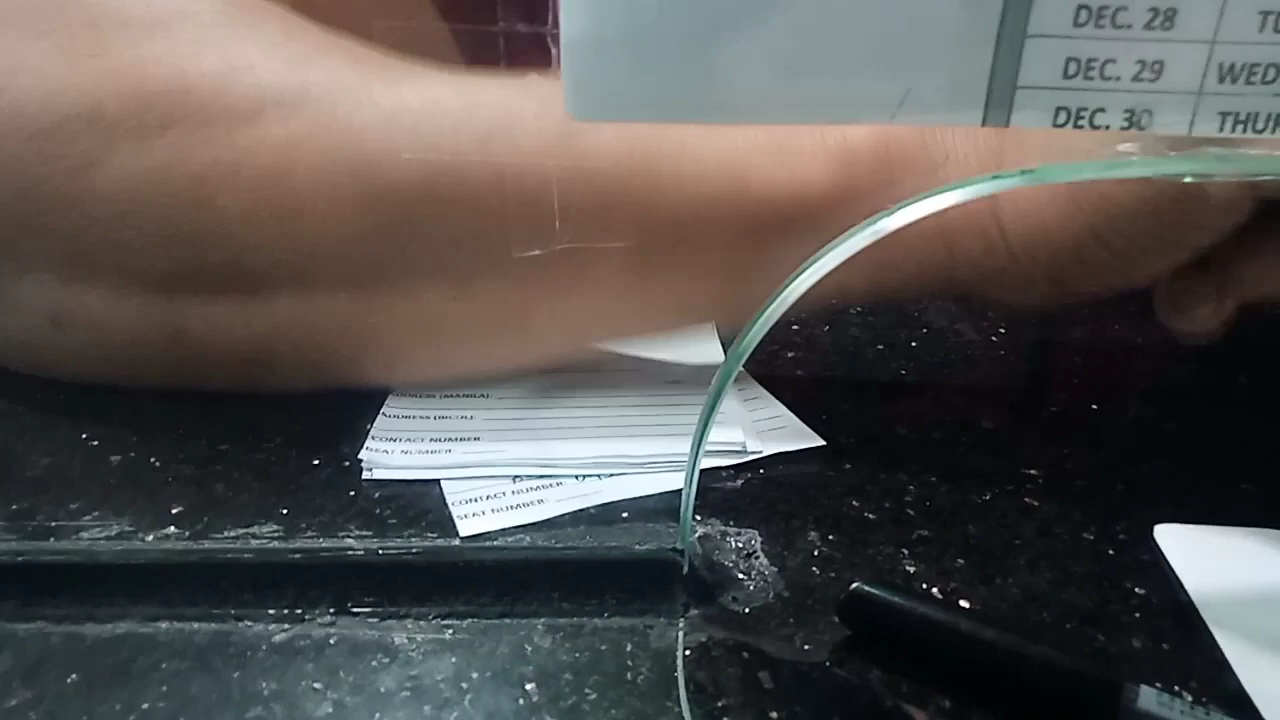 DEC. 28
DEC. 29 WED
DEC. 30 THUR
ADDRESS (MANILA):
ADDRESS (BICOL):
CONTACT NUMBER:
SEAT NUMBER:
CONTACT NUMBER:
SEAT NUMBER: